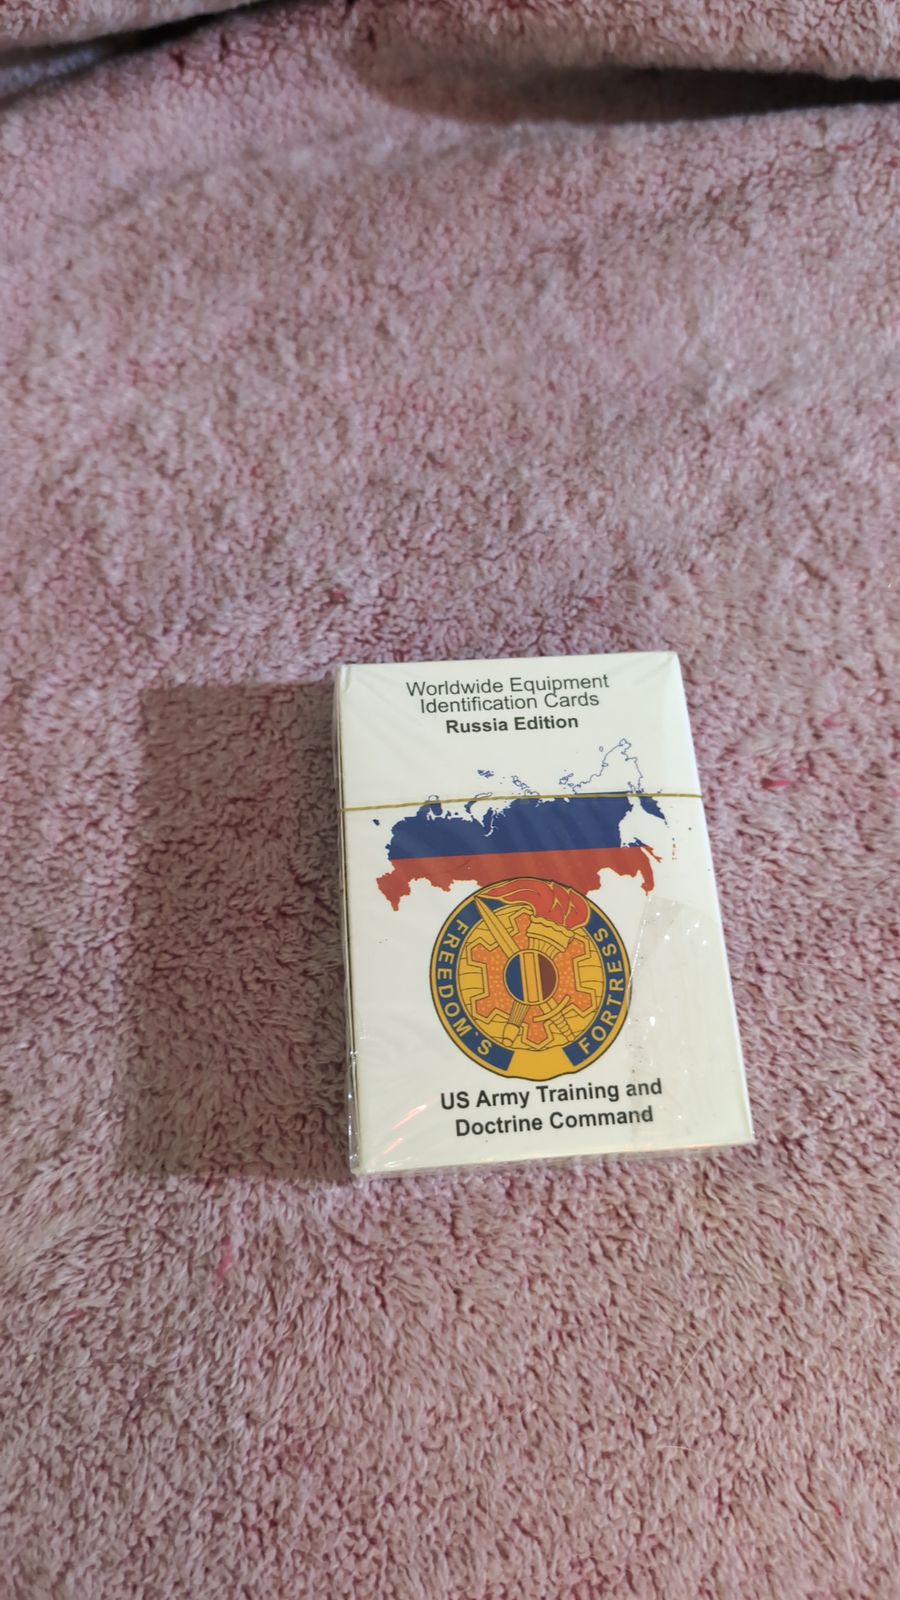 Worldwide Equipment
Identification Cards
Russia Edition
FREEDOM'S
FORTRESS
US Army Training and
Doctrine Command